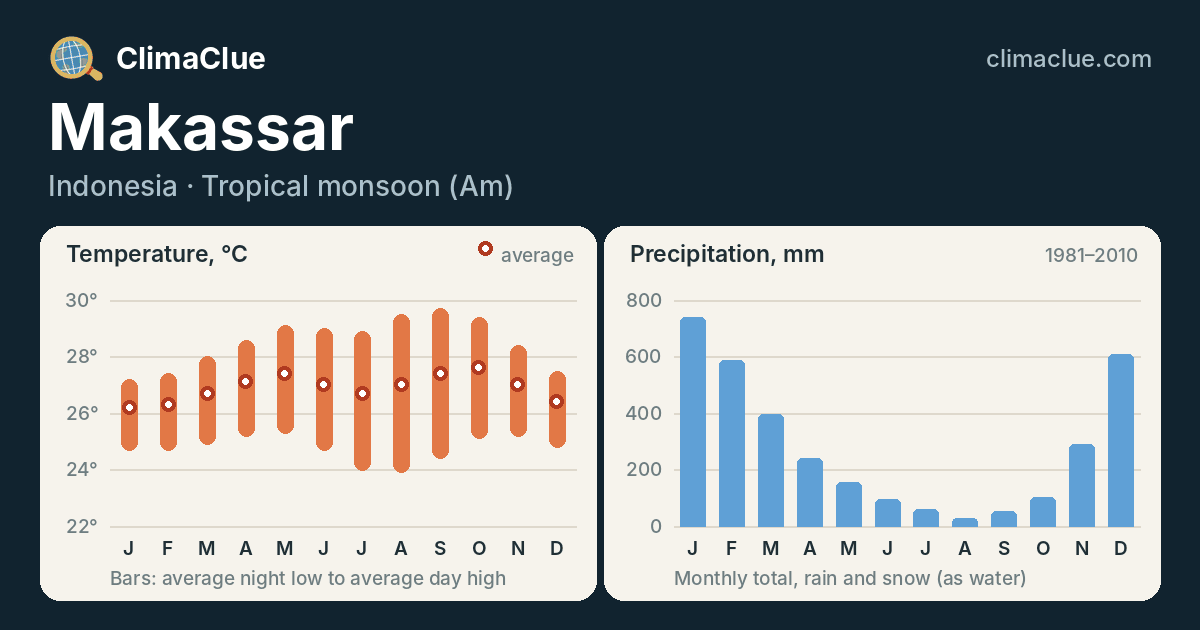 ClimaClue
climaclue.com
Makassar
Indonesia · Tropical monsoon (Am)
Temperature, °C
average
30°
28°
26°
24°
22°
J F M A M J J A S O N D
Bars: average night low to average day high
Precipitation, mm
1981–2010
800
600
400
200
0
J F M A M J J A S O N D
Monthly total, rain and snow (as water)